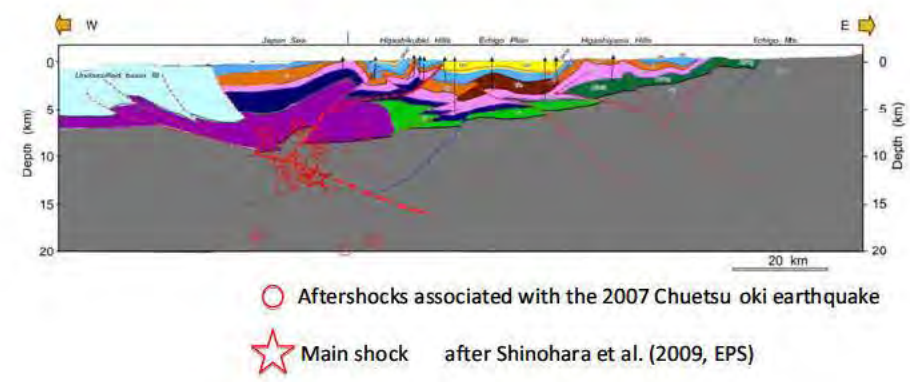 W E
Japan Sea Higashikubiki Hills Echigo Plain Higashiyama Hills Echigo Mts.
0 0
5 5
10 10
15 15
20 20
Depth (km) Depth (km)
20 km
Aftershocks associated with the 2007 Chuetsu oki earthquake
Main shock after Shinohara et al. (2009, EPS)